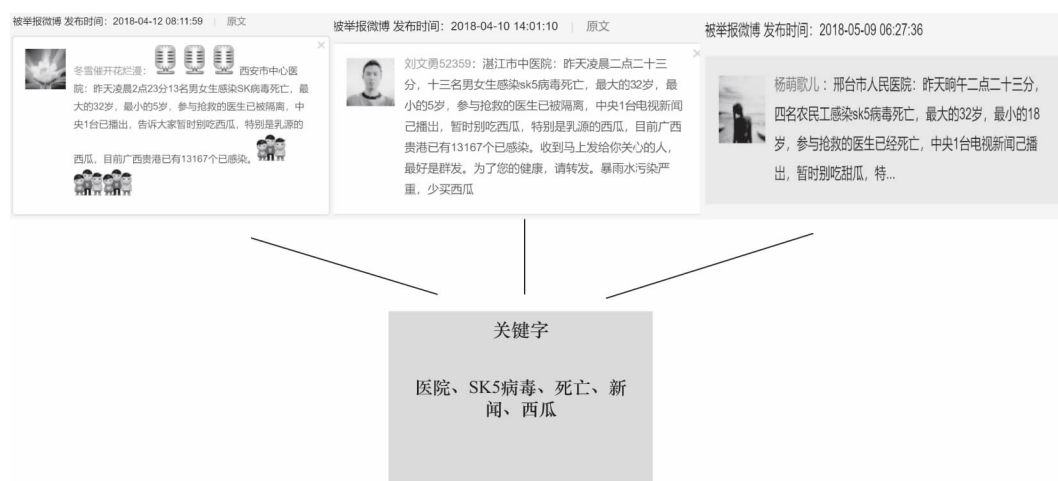 被举报微博 发布时间：2018-04-12 08:11:59 | 原文
冬雪催开花烂漫： 西安市中心医
院：昨天凌晨2点23分13名男女生感染SK病毒死亡，最
大的32岁，最小的5岁，参与抢救的医生已被隔离，中
央1台已播出，告诉大家暂时别吃西瓜，特别是乳源的
西瓜，目前广西贵港已有13167个已感染。
被举报微博 发布时间：2018-04-10 14:01:10 | 原文
刘文勇52359：湛江市中医院：昨天凌晨二点二十三
分，十三名男女生感染sk5病毒死亡，最大的32岁，最
小的5岁，参与抢救的医生已被隔离，中央1台电视新闻
己播出，暂时别吃西瓜，特别是乳源的西瓜，目前广西
贵港已有13167个已感染。收到马上发给你关心的人，
最好是群发。为了您的健康，请转发。暴雨水污染严
重，少买西瓜
被举报微博 发布时间：2018-05-09 06:27:36
杨萌歌儿：邢台市人民医院：昨天晌午二点二十三分，
四名农民工感染sk5病毒死亡，最大的32岁，最小的18
岁，参与抢救的医生已经死亡，中央1台电视新闻己播
出，暂时别吃甜瓜，特...
关键字
医院、SK5病毒、死亡、新
闻、西瓜